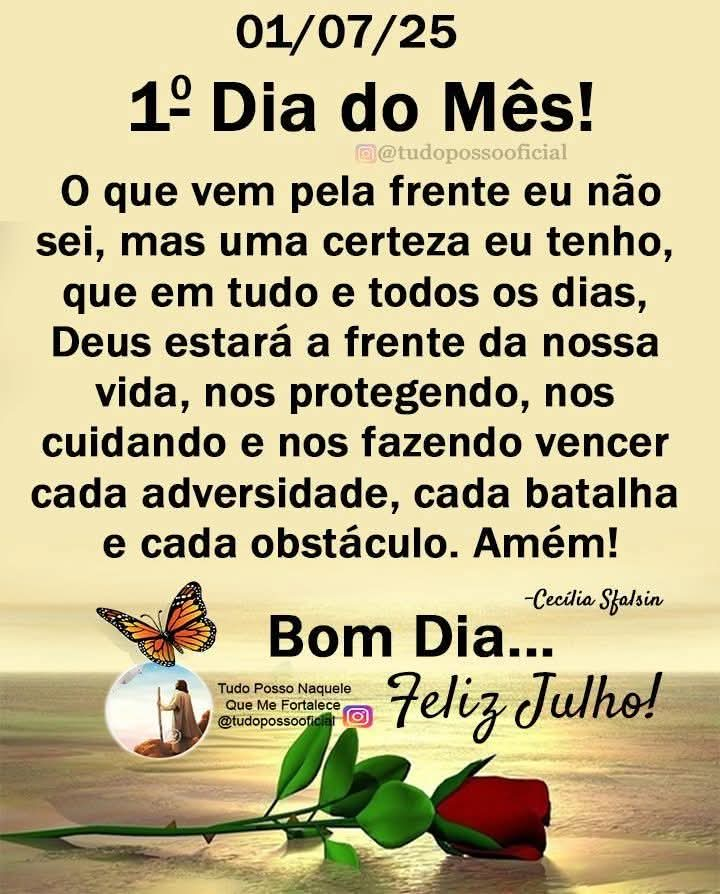 01/07/25
1º Dia do Mês!
@tudopossooficial
O que vem pela frente eu não
sei, mas uma certeza eu tenho,
que em tudo e todos os dias,
Deus estará a frente da nossa
vida, nos protegendo, nos
cuidando e nos fazendo vencer
cada adversidade, cada batalha
e cada obstáculo. Amém!
-Cecília Sfalsin
Bom Dia...
Feliz Julho!
Tudo Posso Naquele
Que Me Fortalece
@tudopossooficial